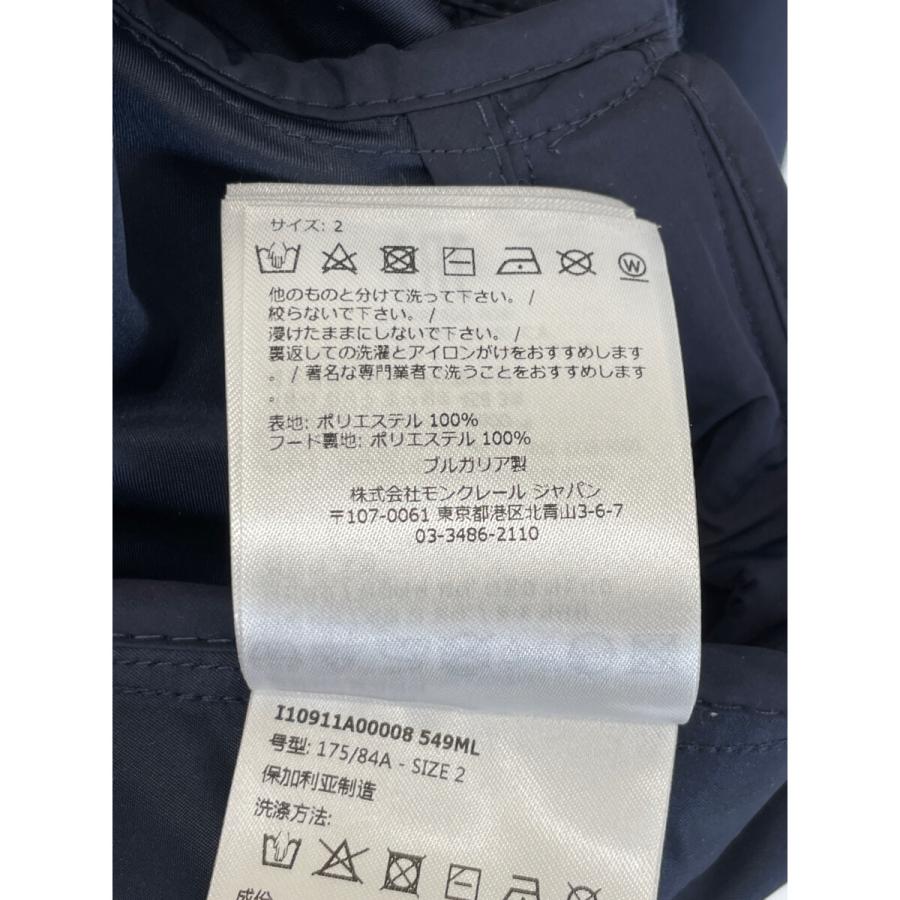 サイズ: 2
W
他のものと分けて洗って下さい。/
絞らないで下さい。/
浸けたままにしないで下さい。/
裏返しての洗濯とアイロンがけをおすすめします
。/ 著名な専門業者で洗うことをおすすめします
。
表地: ポリエステル 100%
フード裏地: ポリエステル 100%
ブルガリア製
株式会社モンクレール ジャパン
〒107-0061 東京都港区北青山3-6-7
03-3486-2110
I10911A00008 549ML
号型: 175/84A - SIZE 2
保加利亚制造
洗涤方法:
成份